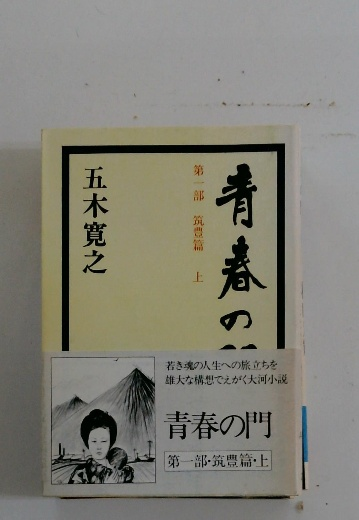 青春の門
第一部 筑豊篇 上
五木寛之
若き魂の人生への旅立ちを
雄大な構想でえがく大河小説
青春の門
第一部・筑豊篇・上